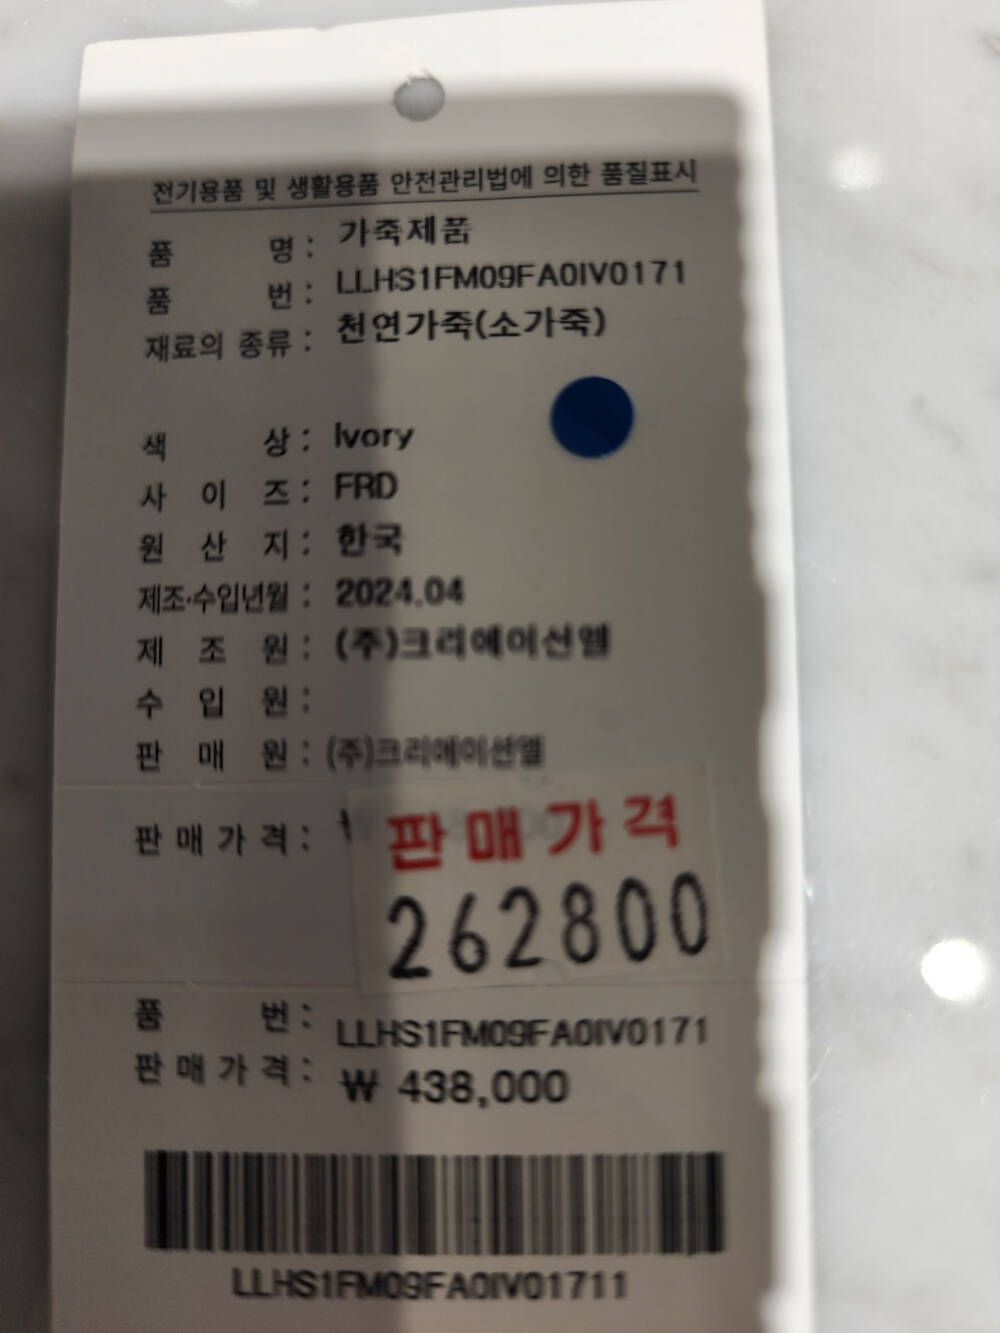 전기용품 및 생활용품 안전관리법에 의한 품질표시
품 명 : 가죽제품
품 번 : LLHS1FM09FA0IV0171
재료의 종류 : 천연가죽(소가죽)
색 상 : Ivory
사 이 즈 : FRD
원 산 지 : 한국
제조·수입년월 : 2024.04
제 조 원 : (주)크리에이션엘
수 입 원 :
판 매 원 : (주)크리에이션엘
판 매 가 격 :
판매가격
262800
품 번 : LLHS1FM09FA0IV0171
판 매 가 격 : ₩ 438,000
LLHS1FM09FA0IV01711